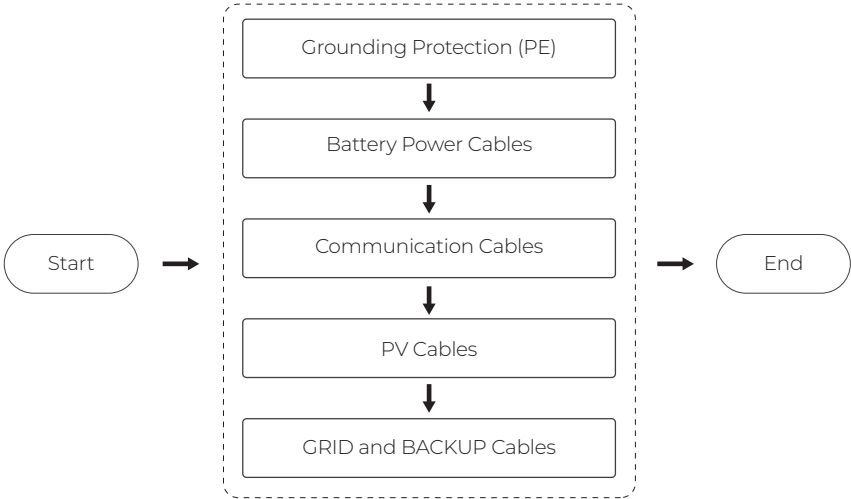 Start
Grounding Protection (PE)
Battery Power Cables
Communication Cables
PV Cables
GRID and BACKUP Cables
End